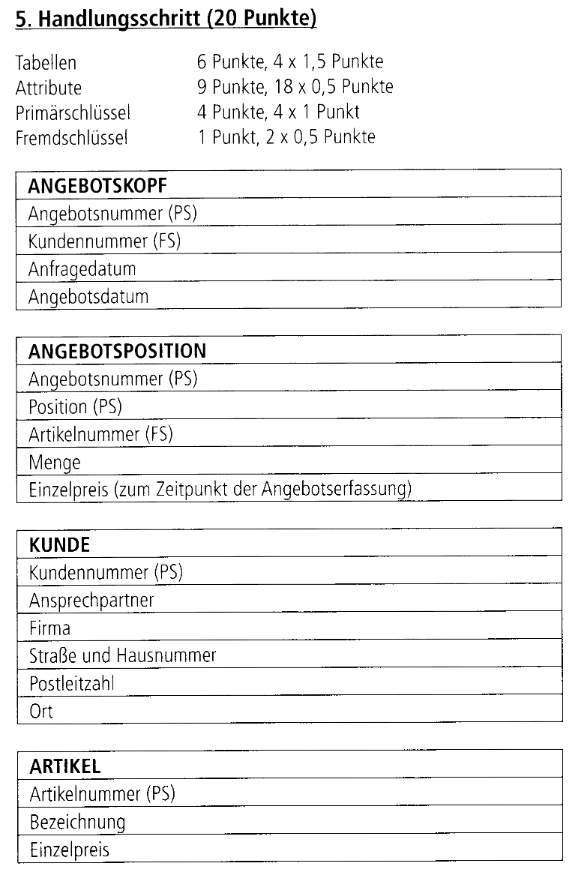 5. Handlungsschritt (20 Punkte)
Tabellen 6 Punkte, 4 x 1,5 Punkte
Attribute 9 Punkte, 18 x 0,5 Punkte
Primärschlüssel 4 Punkte, 4 x 1 Punkt
Fremdschlüssel 1 Punkt, 2 x 0,5 Punkte
ANGEBOTSKOPF
Angebotsnummer (PS)
Kundennummer (FS)
Anfragedatum
Angebotsdatum
ANGEBOTSPOSITION
Angebotsnummer (PS)
Position (PS)
Artikelnummer (FS)
Menge
Einzelpreis (zum Zeitpunkt der Angebotserfassung)
KUNDE
Kundennummer (PS)
Ansprechpartner
Firma
Straße und Hausnummer
Postleitzahl
Ort
ARTIKEL
Artikelnummer (PS)
Bezeichnung
Einzelpreis